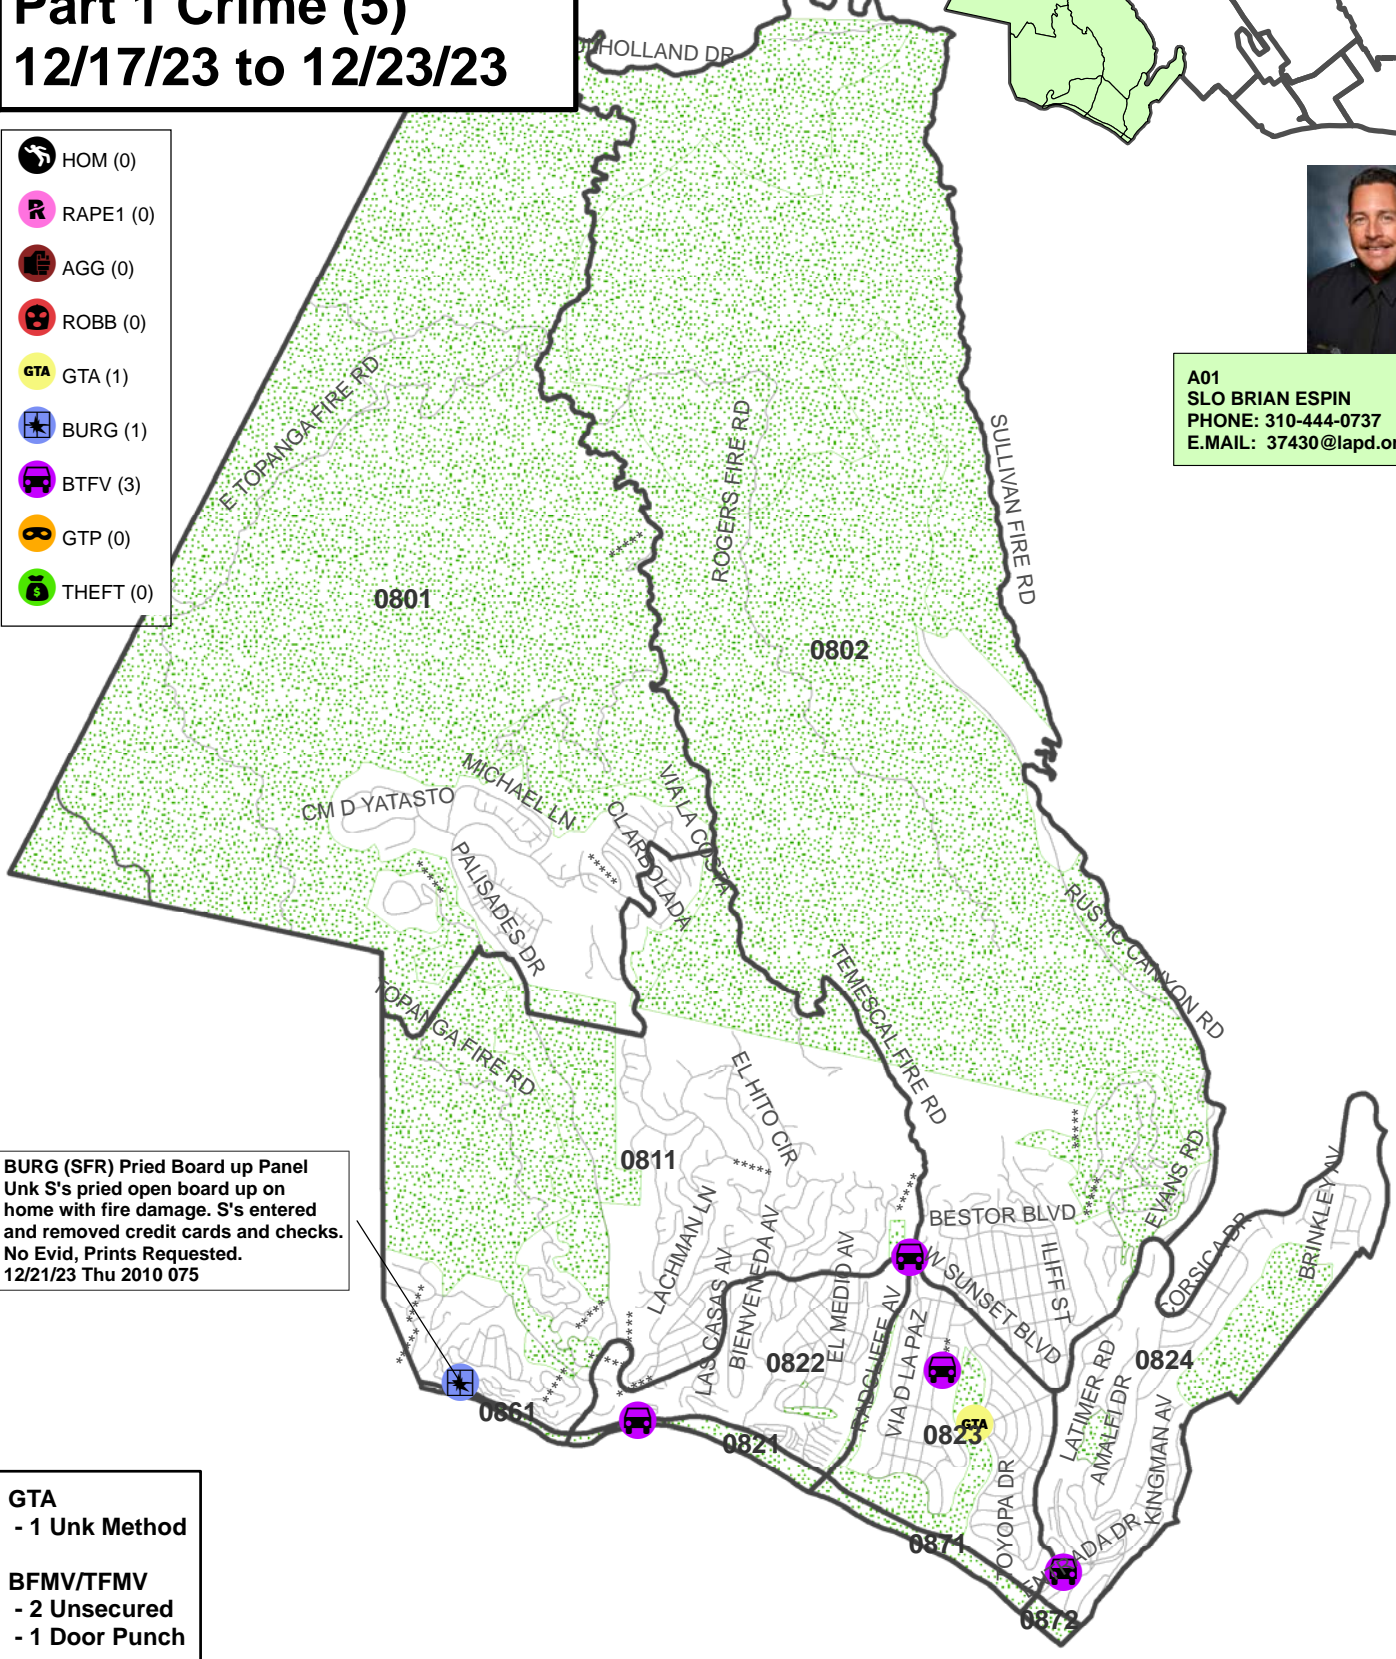 Part 1 Crime (5)
12/17/23 to 12/23/23
HOM (0)
RAPE1 (0)
AGG (0)
ROBB (0)
GTA GTA (1)
BURG (1)
BTFV (3)
GTP (0)
THEFT (0)
A01
SLO BRIAN ESPIN
PHONE: 310-444-0737
E.MAIL: 37430@lapd.or
HOLLAND DR
E TOPANGA FIRE RD
ROGERS FIRE RD
SULLIVAN FIRE RD
*****
0801
0802
CM D YATASTO
MICHAEL LN
VIA LA COSTA
CLARBOLADA
*****
*****
PALISADES DR
RUSTIC CANYON RD
TEMESCAL FIRE RD
TOPANGA FIRE RD
EL HITO CIR
*****
0811
*****
*****
*****
EVANS RD
BRINKLEY AV
BURG (SFR) Pried Board up Panel
Unk S's pried open board up on
home with fire damage. S's entered
and removed credit cards and checks.
No Evid, Prints Requested.
12/21/23 Thu 2010 075
LACHMAN LN
BESTOR BLVD
CORSICA DR
LAS CASAS AV
BIENVENEDA AV
EL MEDIO AV
W SUNSET BLVD
ILIFF ST
RADCLIFFE AV
VIA D LA PAZ
0822
0824
LATIMER RD
AMALFI DR
KINGMAN AV
0861
0821
GTA
0823
TOYOPA DR
0871
ENTRADA DR
0872
GTA
- 1 Unk Method
BFMV/TFMV
- 2 Unsecured
- 1 Door Punch